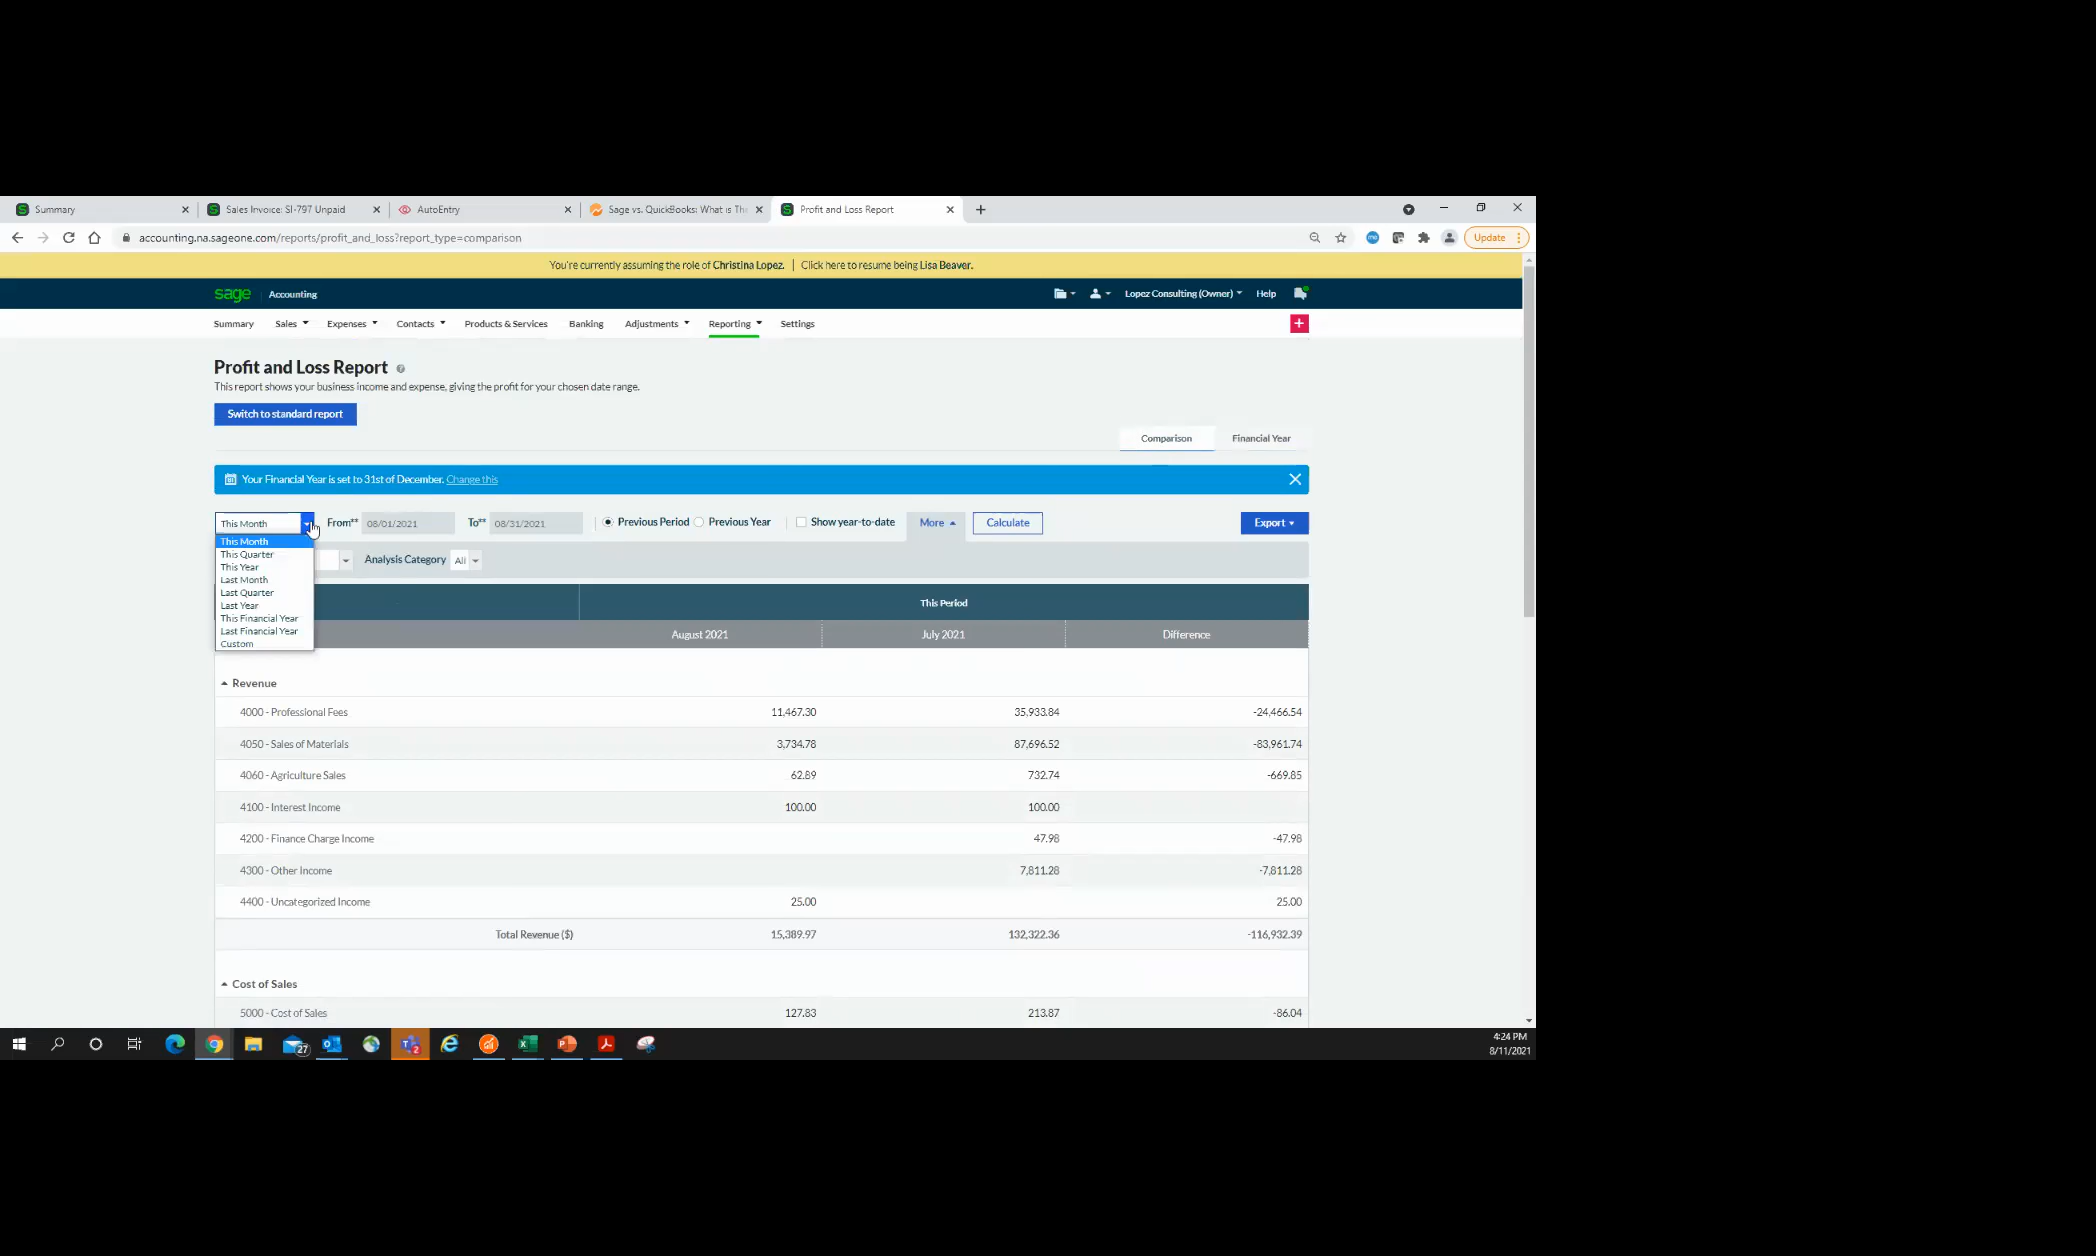 Summary
Sales Invoice: SI-797 Unpaid
AutoEntry
Sage vs. QuickBooks: What is Th
Profit and Loss Report
accounting.na.sageone.com/reports/profit_and_loss?report_type=comparison
Update
You're currently assuming the role of Christina Lopez. | Click here to resume being Lisa Beaver.
sage Accounting
Lopez Consulting (Owner) Help
Summary Sales Expenses Contacts Products & Services Banking Adjustments Reporting Settings
Profit and Loss Report
This report shows your business income and expense, giving the profit for your chosen date range.
Switch to standard report
Comparison Financial Year
Your Financial Year is set to 31st of December. Change this
This Month From** 08/01/2021 To** 08/31/2021 Previous Period Previous Year Show year-to-date More Calculate Export
This Month
This Quarter
This Year
Last Month
Last Quarter
Last Year
This Financial Year
Last Financial Year
Custom
Analysis Category All
This Period
August 2021 July 2021 Difference
Revenue
4000 - Professional Fees 11,467.30 35,933.84 -24,466.54
4050 - Sales of Materials 3,734.78 87,696.52 -83,961.74
4060 - Agriculture Sales 62.89 732.74 -669.85
4100 - Interest Income 100.00 100.00
4200 - Finance Charge Income 47.98 -47.98
4300 - Other Income 7,811.28 -7,811.28
4400 - Uncategorized Income 25.00 25.00
Total Revenue ($) 15,389.97 132,322.36 -116,932.39
Cost of Sales
5000 - Cost of Sales 127.83 213.87 -86.04
27
2
4:24 PM
8/11/2021